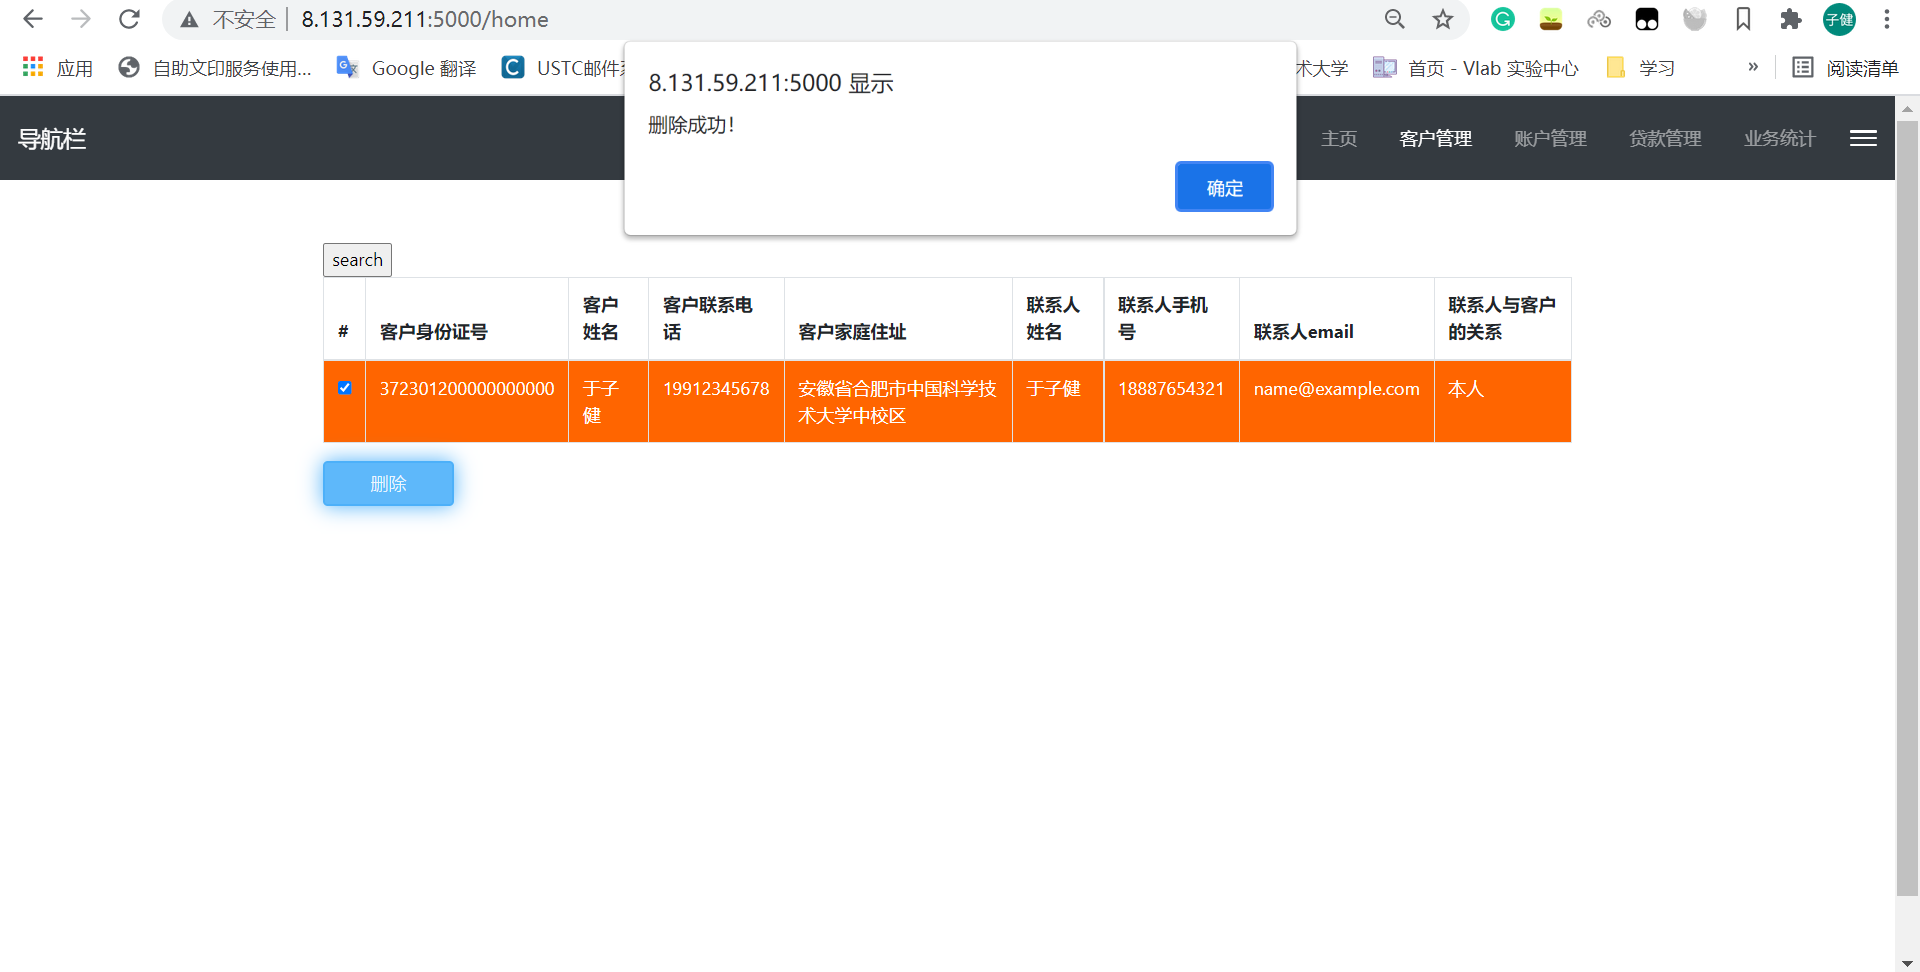 不安全 8.131.59.211:5000/home
子健
应用 自助文印服务使用... Google 翻译 USTC邮件系 术大学 首页 - Vlab 实验中心 学习 » 阅读清单
8.131.59.211:5000 显示
删除成功！
确定
导航栏 主页 客户管理 账户管理 贷款管理 业务统计
search
# 客户身份证号 客户姓名 客户联系电话 客户家庭住址 联系人姓名 联系人手机号 联系人email 联系人与客户的关系
372301200000000000 于子健 19912345678 安徽省合肥市中国科学技术大学中校区 于子健 18887654321 name@example.com 本人
删除